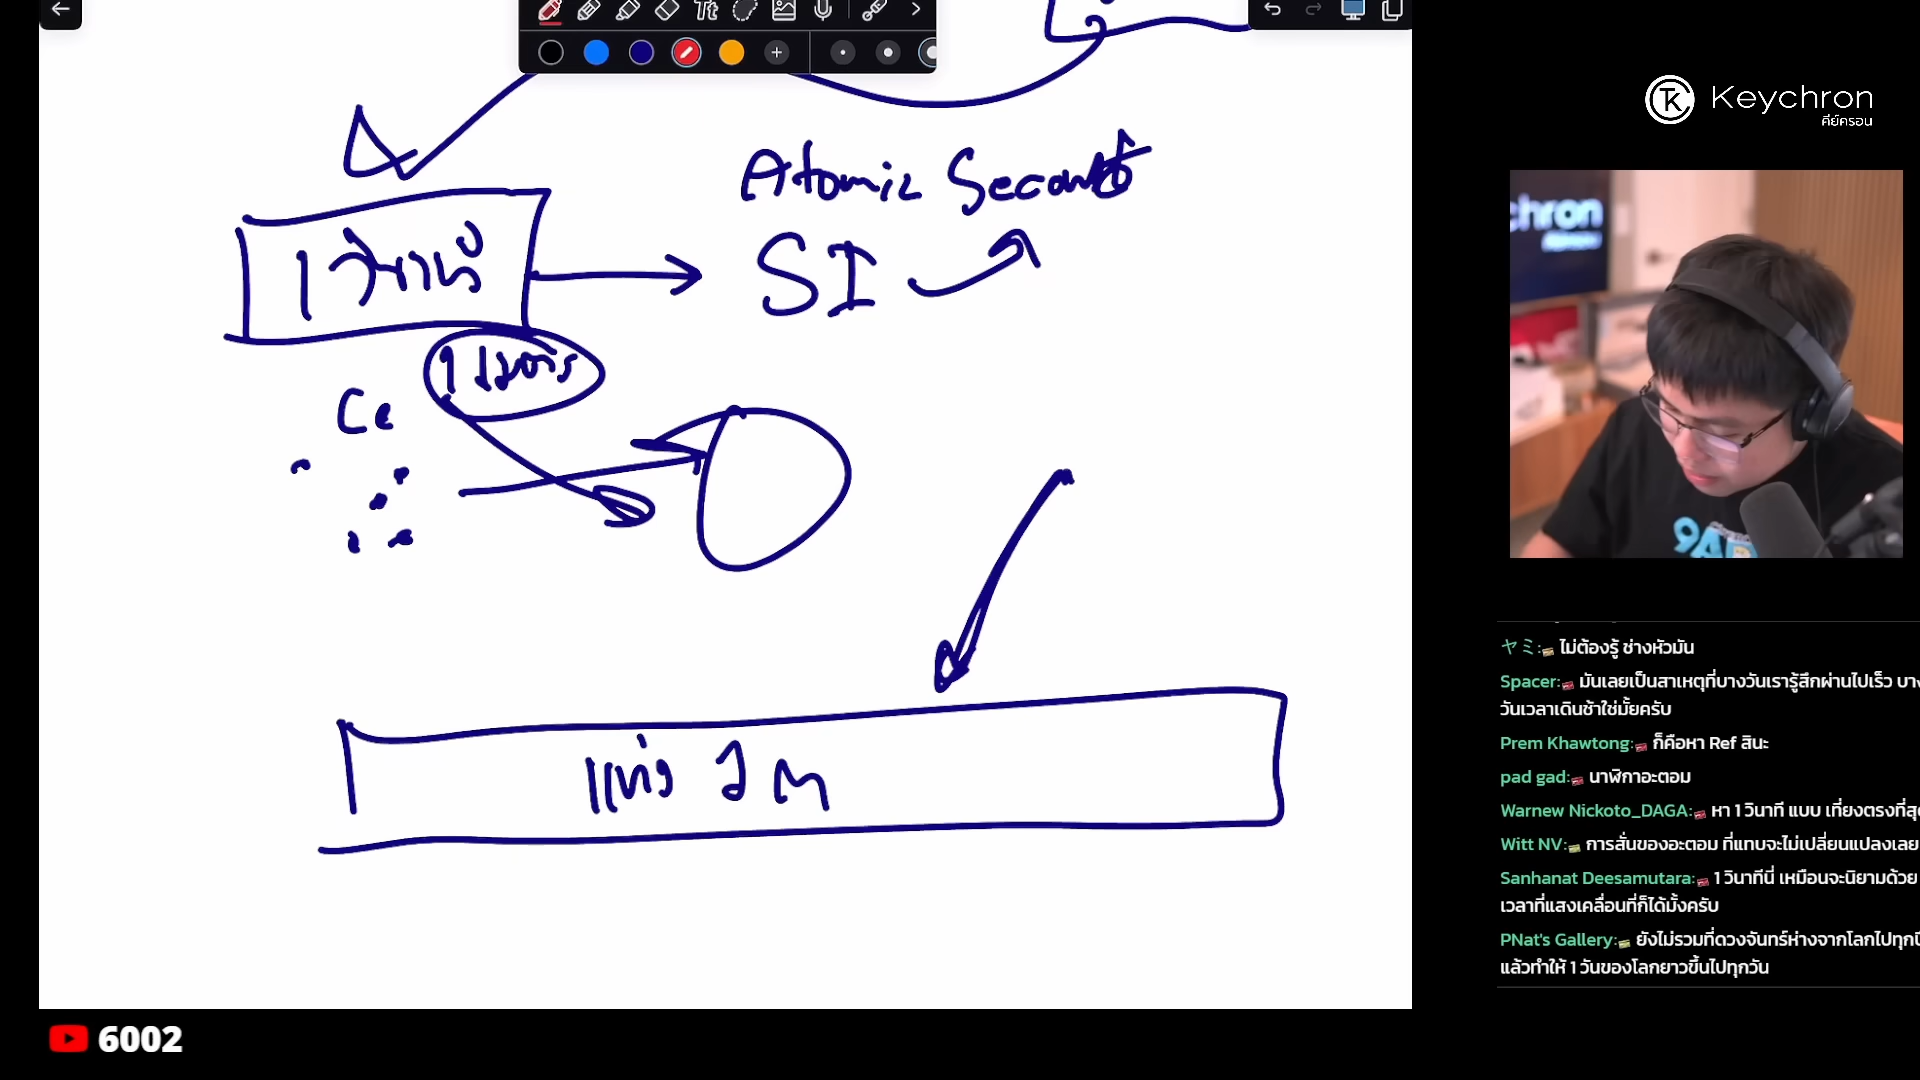 Keychron
คีย์ครอน
Tt
Atomic Second
1 วินาที
SI
1 เมตร
Ce
แท่ง 1 m
chron
9A
ヤミ: ไม่ต้องรู้ ช่างหัวมัน
Spacer: มันเลยเป็นสาเหตุที่บางวันเรารู้สึกผ่านไปเร็ว บาง
วันเวลาเดินช้าใช่มั้ยครับ
Prem Khawtong: ก็คือหา Ref สินะ
pad gad: นาฬิกาอะตอม
Warnew Nickoto_DAGA: หา 1 วินาที แบบ เที่ยงตรงที่สุด
Witt NV: การสั่นของอะตอม ที่แทบจะไม่เปลี่ยนแปลงเลย
Sanhanat Deesamutara: 1 วินาทีนี่ เหมือนจะนิยามด้วย
เวลาที่แสงเคลื่อนที่ก็ได้มั้งครับ
PNat's Gallery: ยังไม่รวมที่ดวงจันทร์ห่างจากโลกไปทุกปี
แล้วทำให้ 1 วันของโลกยาวขึ้นไปทุกวัน
6002